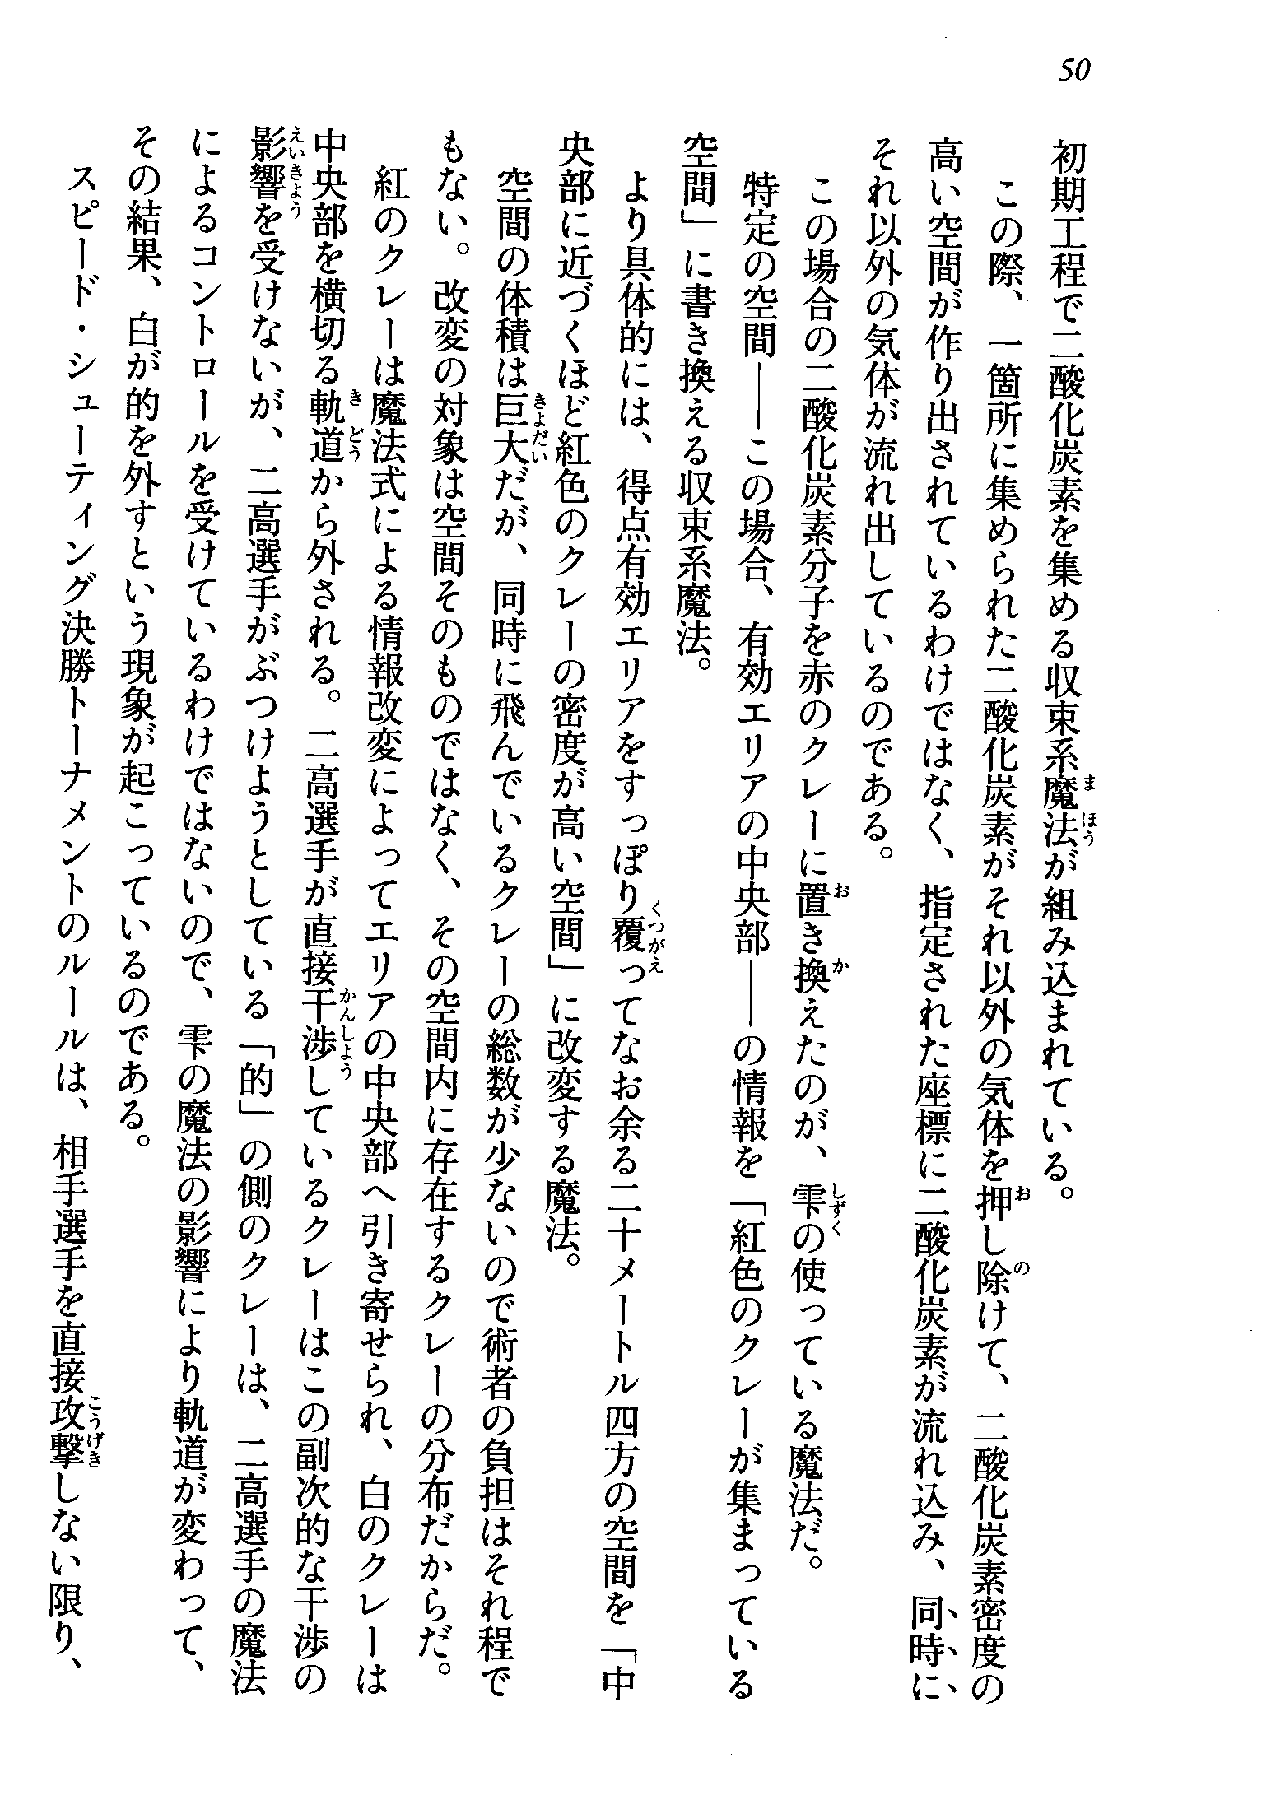 50
初期工程で二酸化炭素を集める収束系魔法が組み込まれている。
この際、一箇所に集められた二酸化炭素がそれ以外の気体を押し除けて、二酸化炭素密度の
高い空間が作り出されているわけではなく、指定された座標に二酸化炭素が流れ込み、同時に
それ以外の気体が流れ出しているのである。
この場合の二酸化炭素分子を赤のクレーに置き換えたのが、雫の使っている魔法だ。
特定の空間――この場合、有効エリアの中央部――の情報を「紅色のクレーが集まっている
空間」に書き換える収束系魔法。
より具体的には、得点有効エリアをすっぽり覆ってなお余る二十メートル四方の空間を「中
央部に近づくほど紅色のクレーの密度が高い空間」に改変する魔法。
空間の体積は巨大だが、同時に飛んでいるクレーの総数が少ないので術者の負担はそれ程で
もない。改変の対象は空間そのものではなく、その空間内に存在するクレーの分布だからだ。
紅のクレーは魔法式による情報改変によってエリアの中央部へ引き寄せられ、白のクレーは
中央部を横切る軌道から外される。二高選手が直接干渉しているクレーはこの副次的な干渉の
影響を受けないが、二高選手がぶつけようとしている「的」の側のクレーは、二高選手の魔法
によるコントロールを受けているわけではないので、雫の魔法の影響により軌道が変わって、
その結果、白が的を外すという現象が起こっているのである。
スピード・シューティング決勝トーナメントのルールは、相手選手を直接攻撃しない限り、